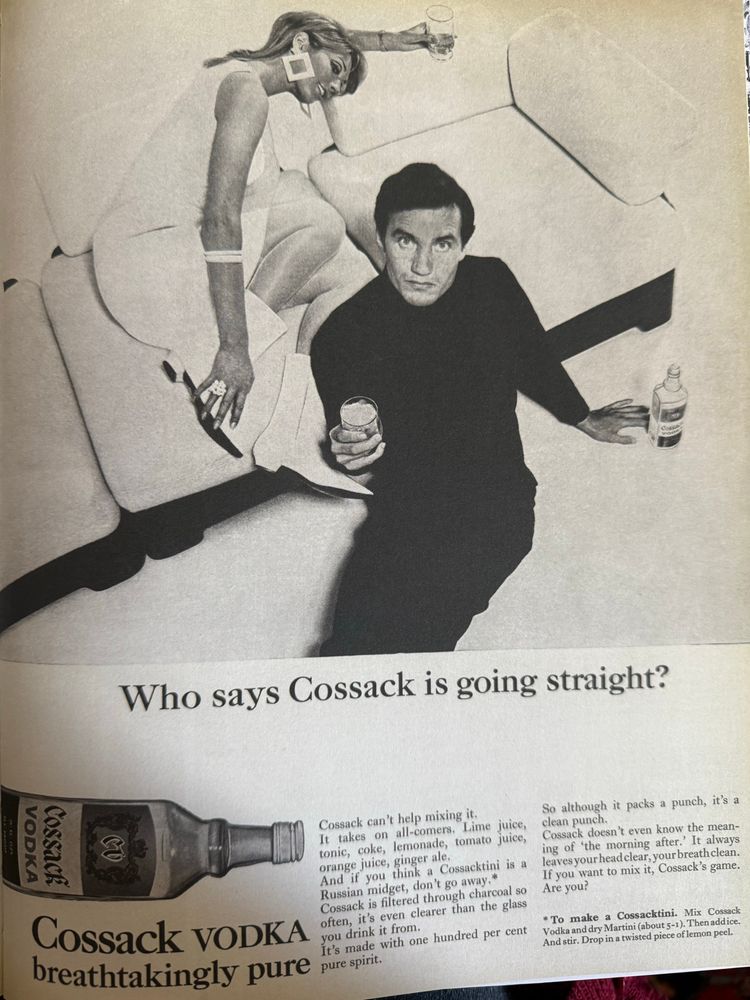 Cossack
VODKA
Who says Cossack is going straight?
Cossack
VODKA
CV
Cossack VODKA
breathtakingly pure
Cossack can't help mixing it.
It takes on all-comers. Lime juice,
tonic, coke, lemonade, tomato juice,
orange juice, ginger ale.
And if you think a Cossacktini is a
Russian midget, don't go away.*
Cossack is filtered through charcoal so
often, it's even clearer than the glass
you drink it from.
It's made with one hundred per cent
pure spirit.
So although it packs a punch, it's a
clean punch.
Cossack doesn't even know the mean-
ing of 'the morning after.' It always
leaves your head clear, your breath clean.
If you want to mix it, Cossack's game.
Are you?
*To make a Cossacktini. Mix Cossack
Vodka and dry Martini (about 5-1). Then add ice.
And stir. Drop in a twisted piece of lemon peel.